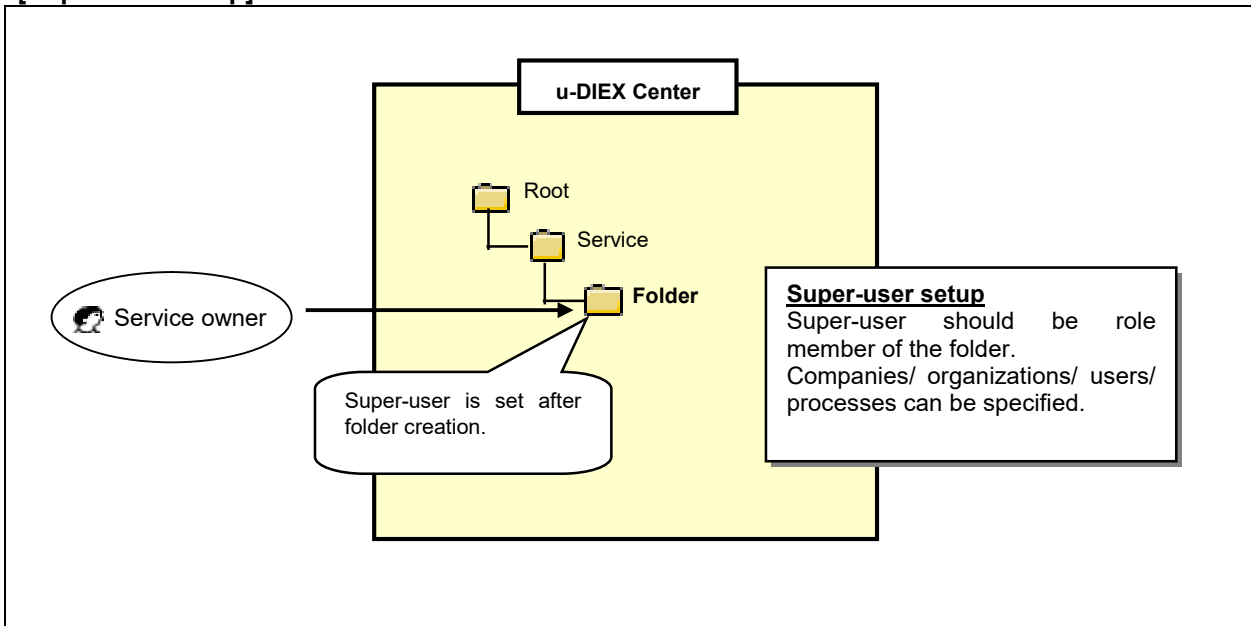 u-DIEX Center
Root
Service
Folder
Service owner
Super-user is set after
folder creation.
Super-user setup
Super-user should be role
member of the folder.
Companies/ organizations/ users/
processes can be specified.